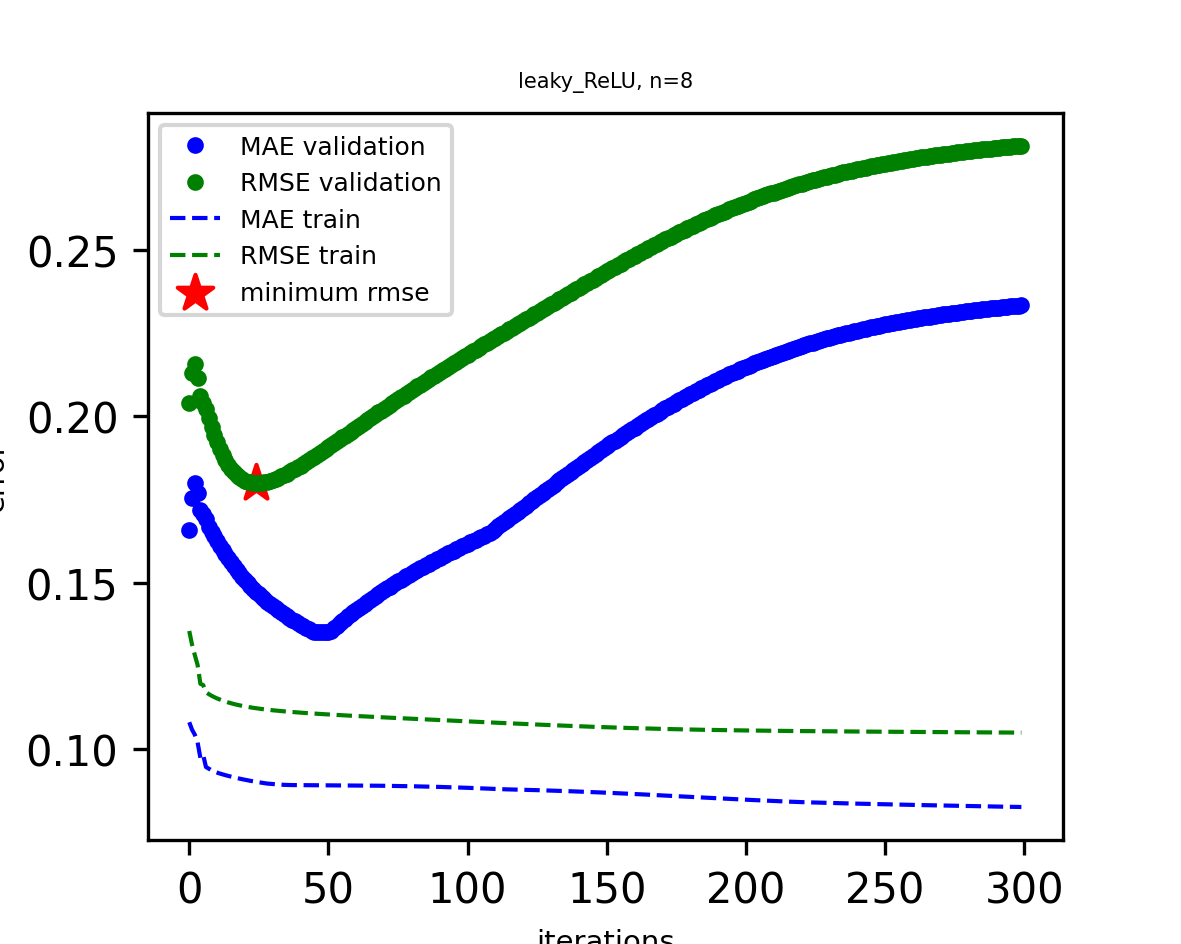 leaky_ReLU, n=8
MAE validation
RMSE validation
MAE train
RMSE train
minimum rmse
0.25
0.20
0.15
0.10
0 50 100 150 200 250 300
iterations